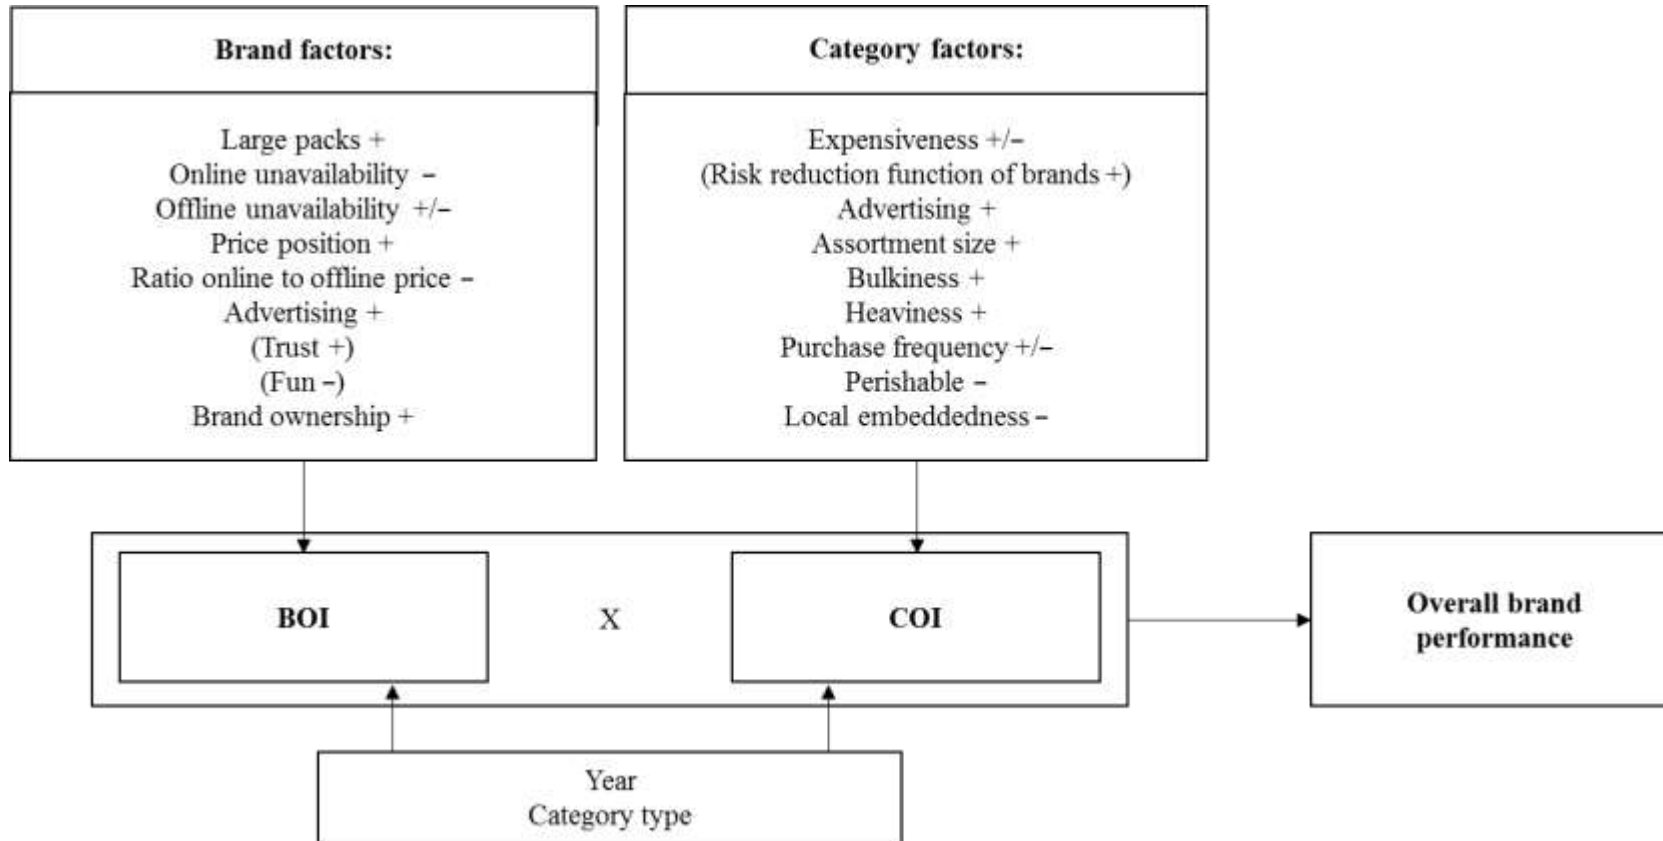 Brand factors:
Large packs +
Online unavailability –
Offline unavailability +/–
Price position +
Ratio online to offline price –
Advertising +
(Trust +)
(Fun –)
Brand ownership +
Category factors:
Expensiveness +/–
(Risk reduction function of brands +)
Advertising +
Assortment size +
Bulkiness +
Heaviness +
Purchase frequency +/–
Perishable –
Local embeddedness –
BOI
X
COI
Overall brand
performance
Year
Category type